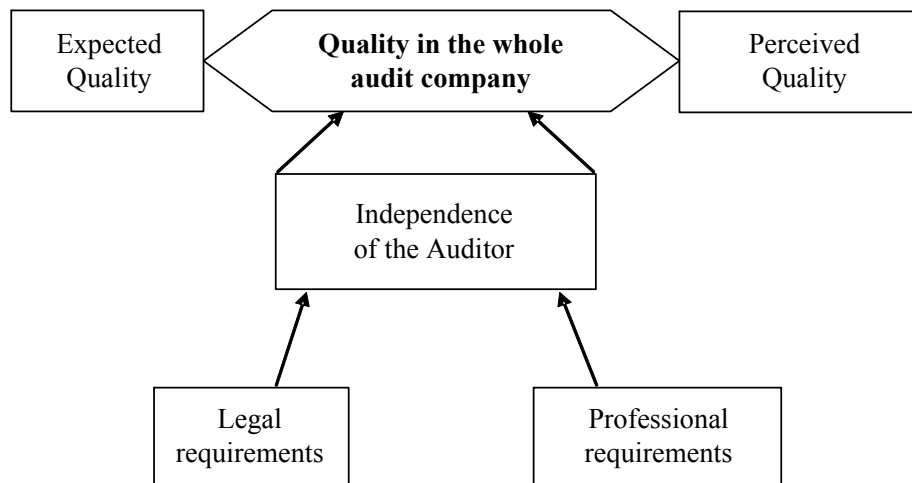 Expected
Quality
Quality in the whole
audit company
Perceived
Quality
Independence
of the Auditor
Legal
requirements
Professional
requirements